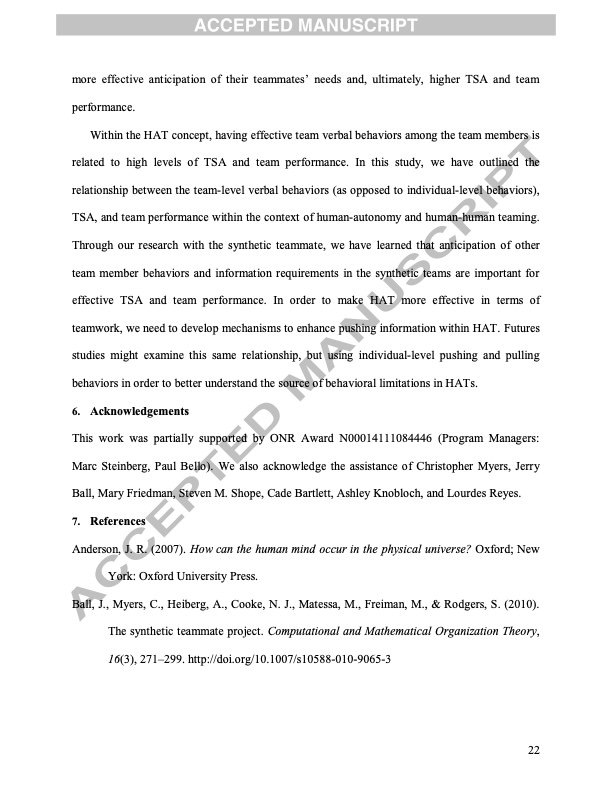 ACCEPTED MANUSCRIPT
more effective anticipation of their teammates’ needs and, ultimately, higher TSA and team
performance.
Within the HAT concept, having effective team verbal behaviors among the team members is
related to high levels of TSA and team performance. In this study, we have outlined the
relationship between the team-level verbal behaviors (as opposed to individual-level behaviors),
TSA, and team performance within the context of human-autonomy and human-human teaming.
Through our research with the synthetic teammate, we have learned that anticipation of other
team member behaviors and information requirements in the synthetic teams are important for
effective TSA and team performance. In order to make HAT more effective in terms of
teamwork, we need to develop mechanisms to enhance pushing information within HAT. Futures
studies might examine this same relationship, but using individual-level pushing and pulling
behaviors in order to better understand the source of behavioral limitations in HATs.
6. Acknowledgements
This work was partially supported by ONR Award N00014111084446 (Program Managers:
Marc Steinberg, Paul Bello). We also acknowledge the assistance of Christopher Myers, Jerry
Ball, Mary Friedman, Steven M. Shope, Cade Bartlett, Ashley Knobloch, and Lourdes Reyes.
7. References
Anderson, J. R. (2007). How can the human mind occur in the physical universe? Oxford; New
York: Oxford University Press.
Ball, J., Myers, C., Heiberg, A., Cooke, N. J., Matessa, M., Freiman, M., & Rodgers, S. (2010).
The synthetic teammate project. Computational and Mathematical Organization Theory,
16(3), 271–299. http://doi.org/10.1007/s10588-010-9065-3
22
ACCEPTED MANUSCRIPT